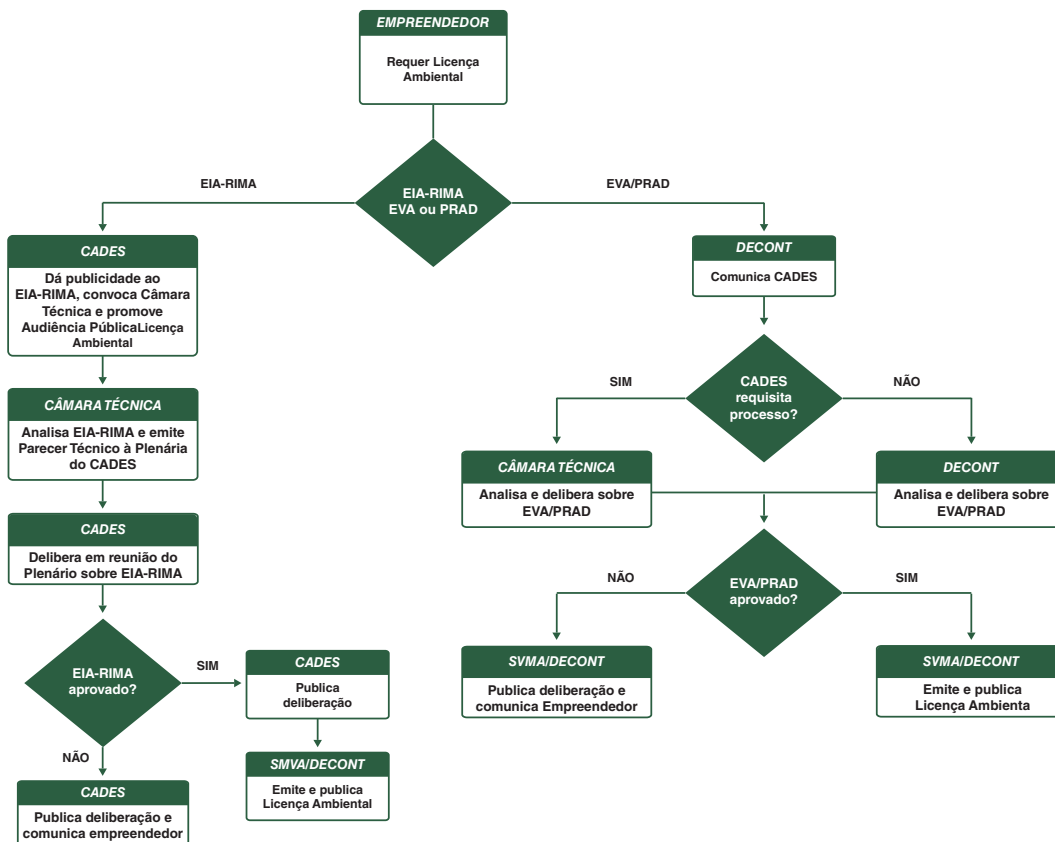 EMPREENDEDOR
Requer Licença
Ambiental
EIA-RIMA
EVA ou PRAD
EIA-RIMA
EVA/PRAD
CADES
Dá publicidade ao
EIA-RIMA, convoca Câmara
Técnica e promove
Audiência PúblicaLicença
Ambiental
CÂMARA TÉCNICA
Analisa EIA-RIMA e emite
Parecer Técnico à Plenária
do CADES
CADES
Delibera em reunião do
Plenário sobre EIA-RIMA
EIA-RIMA
aprovado?
SIM
CADES
Publica
deliberação
SMVA/DECONT
Emite e publica
Licença Ambiental
NÃO
CADES
Publica deliberação e
comunica empreendedor
DECONT
Comunica CADES
CADES
requisita
processo?
SIM
NÃO
CÂMARA TÉCNICA
Analisa e delibera sobre
EVA/PRAD
DECONT
Analisa e delibera sobre
EVA/PRAD
EVA/PRAD
aprovado?
NÃO
SIM
SVMA/DECONT
Publica deliberação e
comunica Empreendedor
SVMA/DECONT
Emite e publica
Licença Ambienta